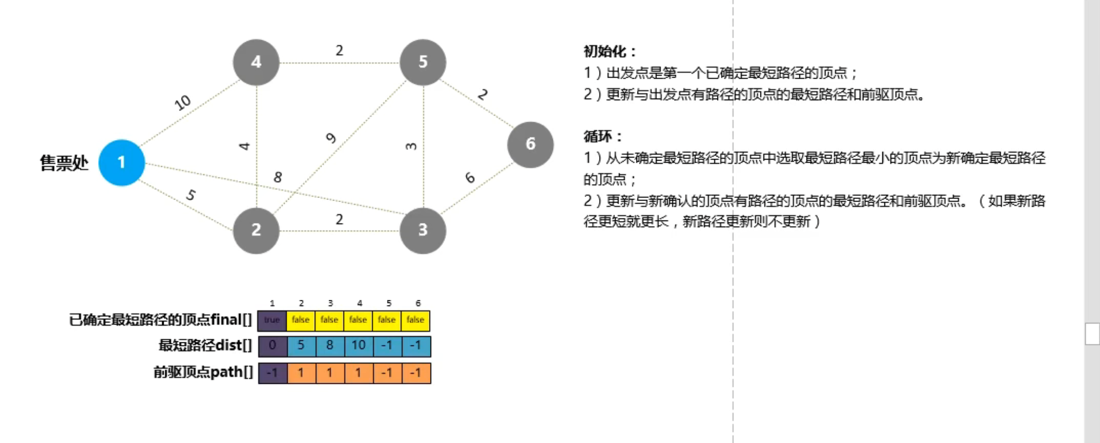 初始化：
1）出发点是第一个已确定最短路径的顶点；
2）更新与出发点有路径的顶点的最短路径和前驱顶点。
循环：
1）从未确定最短路径的顶点中选取最短路径最小的顶点为新确定最短路径
的顶点；
2）更新与新确认的顶点有路径的顶点的最短路径和前驱顶点。（如果新路
径更短就更长，新路径更新则不更新）
4 2 5
10 2
4 9 3 6
售票处 1
8 6
5
2 2 3
1 2 3 4 5 6
已确定最短路径的顶点final[] true false false false false false
最短路径dist[] 0 5 8 10 -1 -1
前驱顶点path[] -1 1 1 1 -1 -1